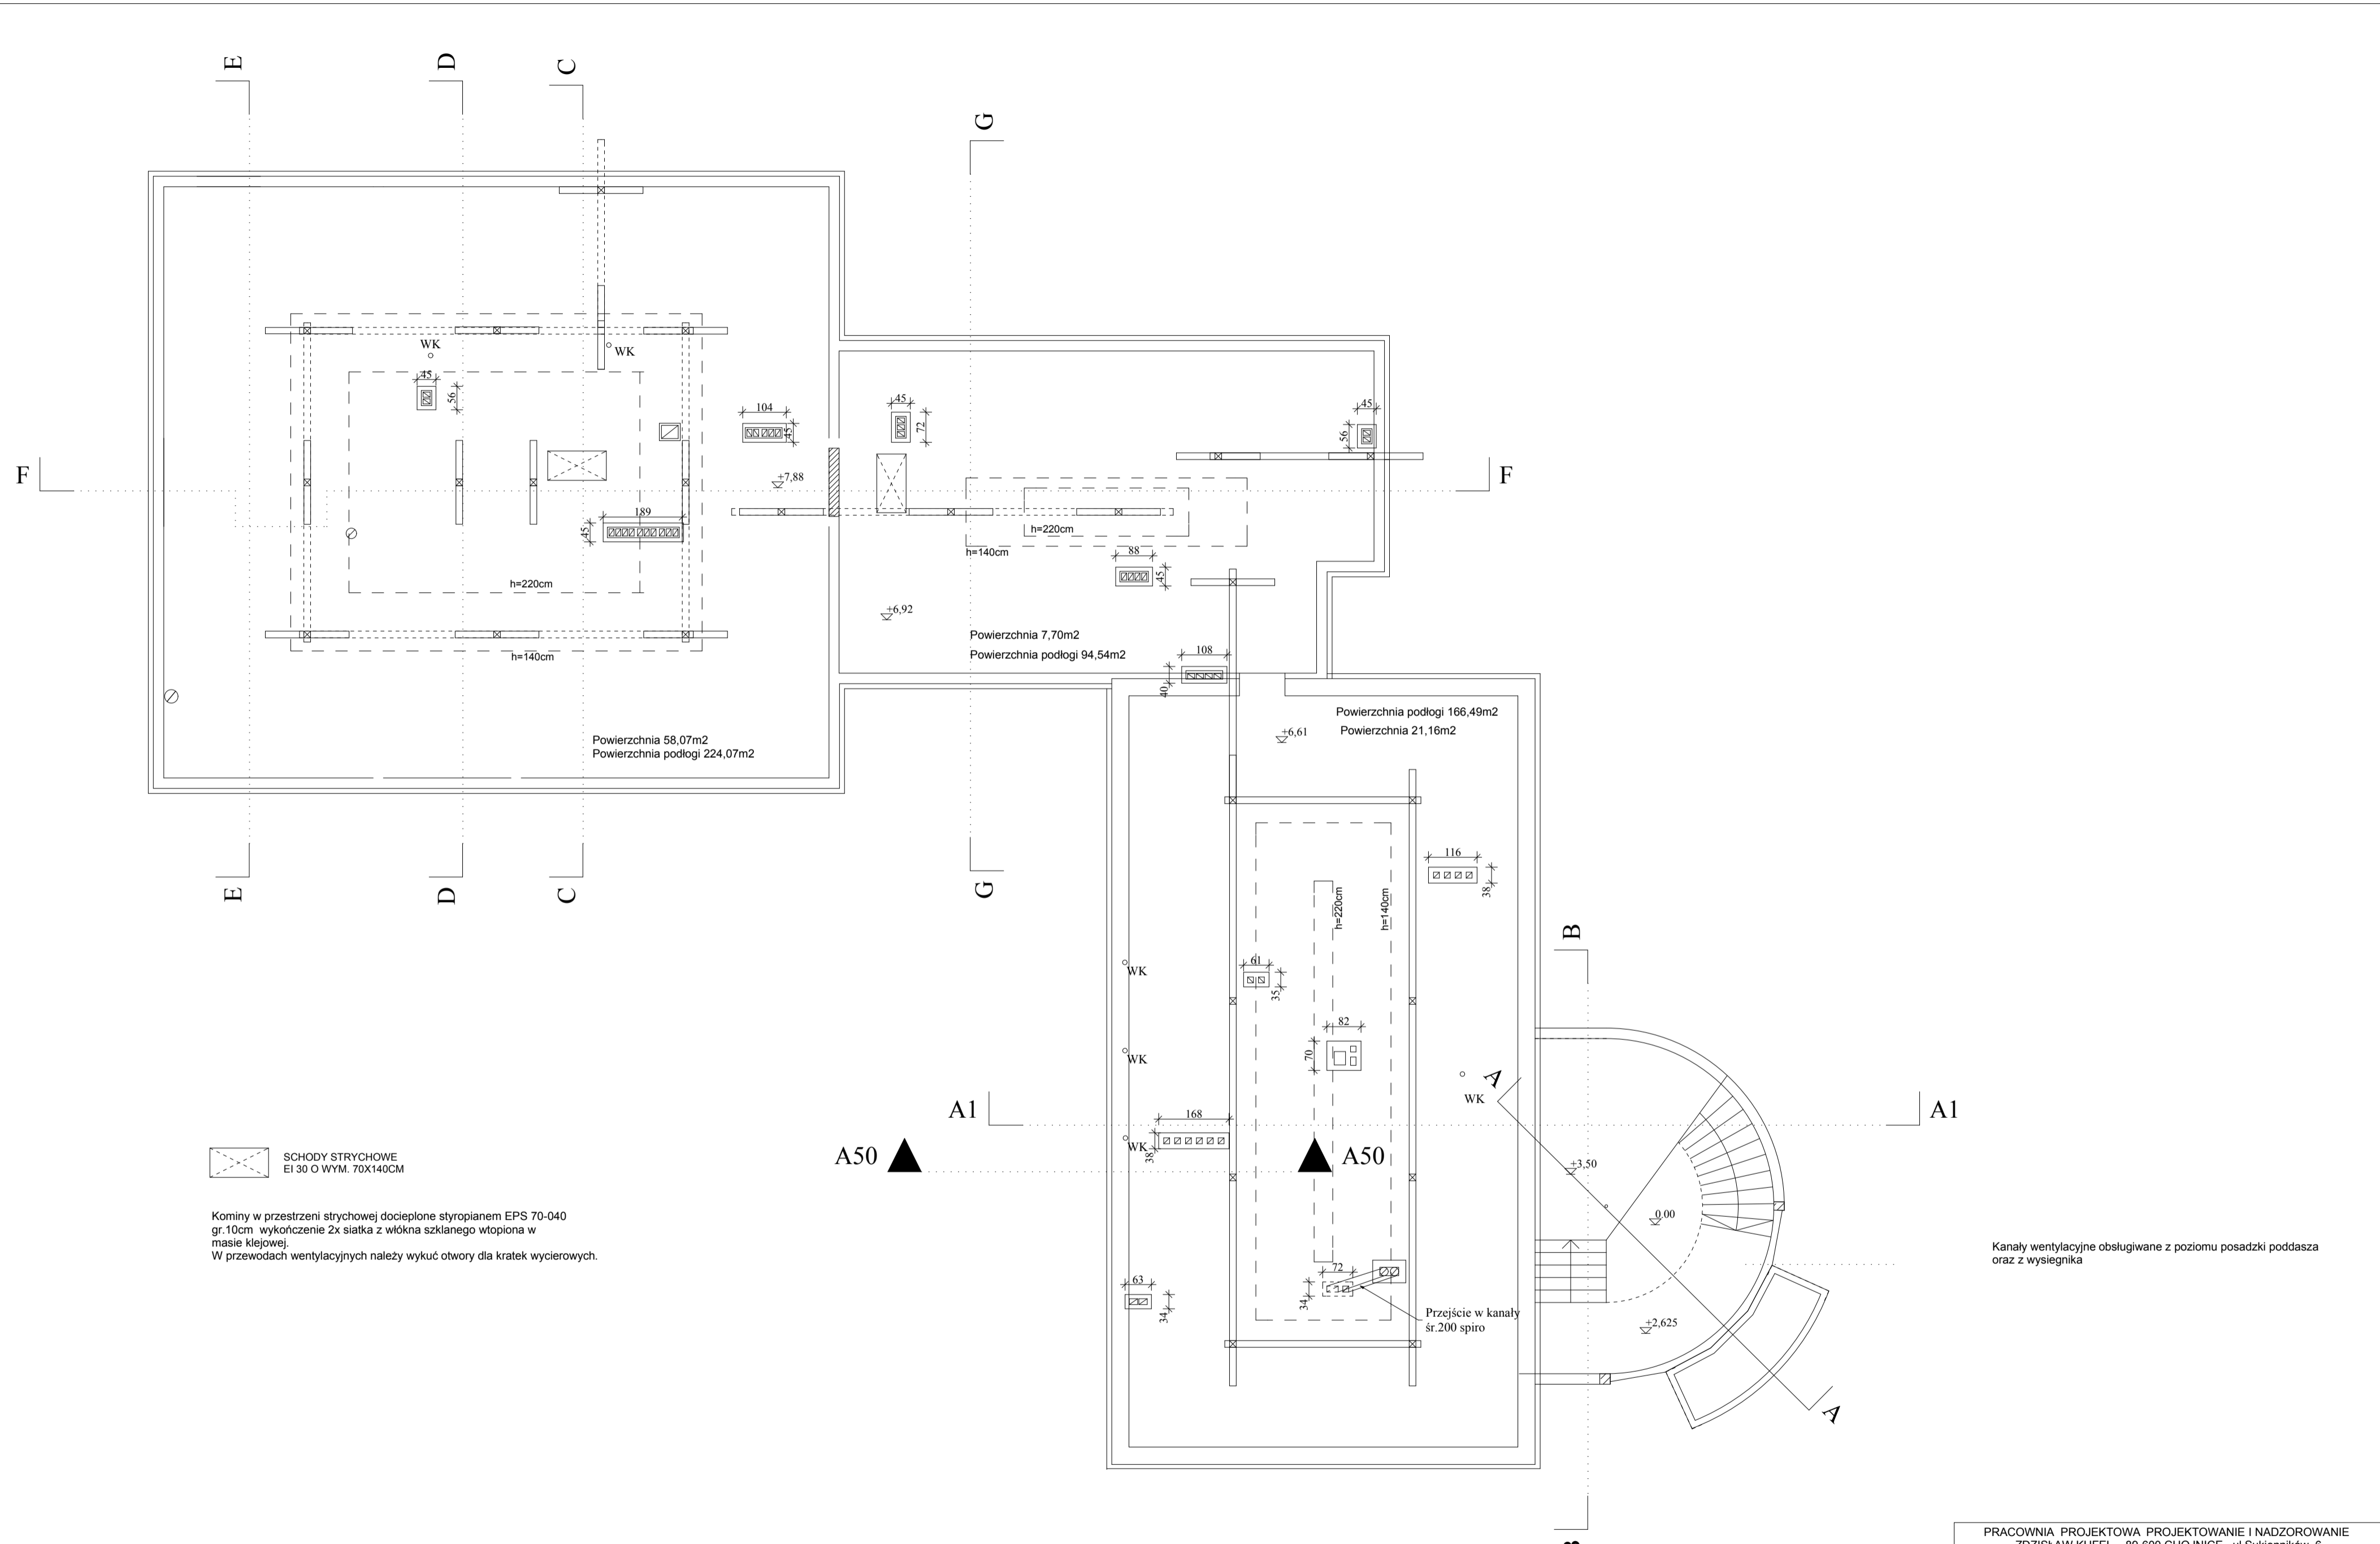 E
D
C
G
WK
WK
45
56
104
45
45
72
45
56
F
+7,88
F
189
45
h=220cm
h=140cm
88
45
h=220cm
h=140cm
+6,92
Powierzchnia 7,70m2
Powierzchnia podłogi 94,54m2
108
40
Powierzchnia podłogi 166,49m2
Powierzchnia 21,16m2
+6,61
Powierzchnia 58,07m2
Powierzchnia podłogi 224,07m2
E
D
C
G
116
38
h=220cm
h=140cm
B
WK
61
35
82
70
WK
A
WK
A1
A1
168
38
WK
A50
A50
+3,50
0.00
+2,625
SCHODY STRYCHOWE
EI 30 O WYM. 70X140CM
Kominy w przestrzeni strychowej docieplone styropianem EPS 70-040
gr.10cm wykończenie 2x siatka z włókna szklanego wtopiona w
masie klejowej.
W przewodach wentylacyjnych należy wykuć otwory dla kratek wycierowych.
Kanały wentylacyjne obsługiwane z poziomu posadzki poddasza
oraz z wysiegnika
63
34
72
34
Przejście w kanały
śr.200 spiro
A
PRACOWNIA PROJEKTOWA PROJEKTOWANIE I NADZOROWANIE